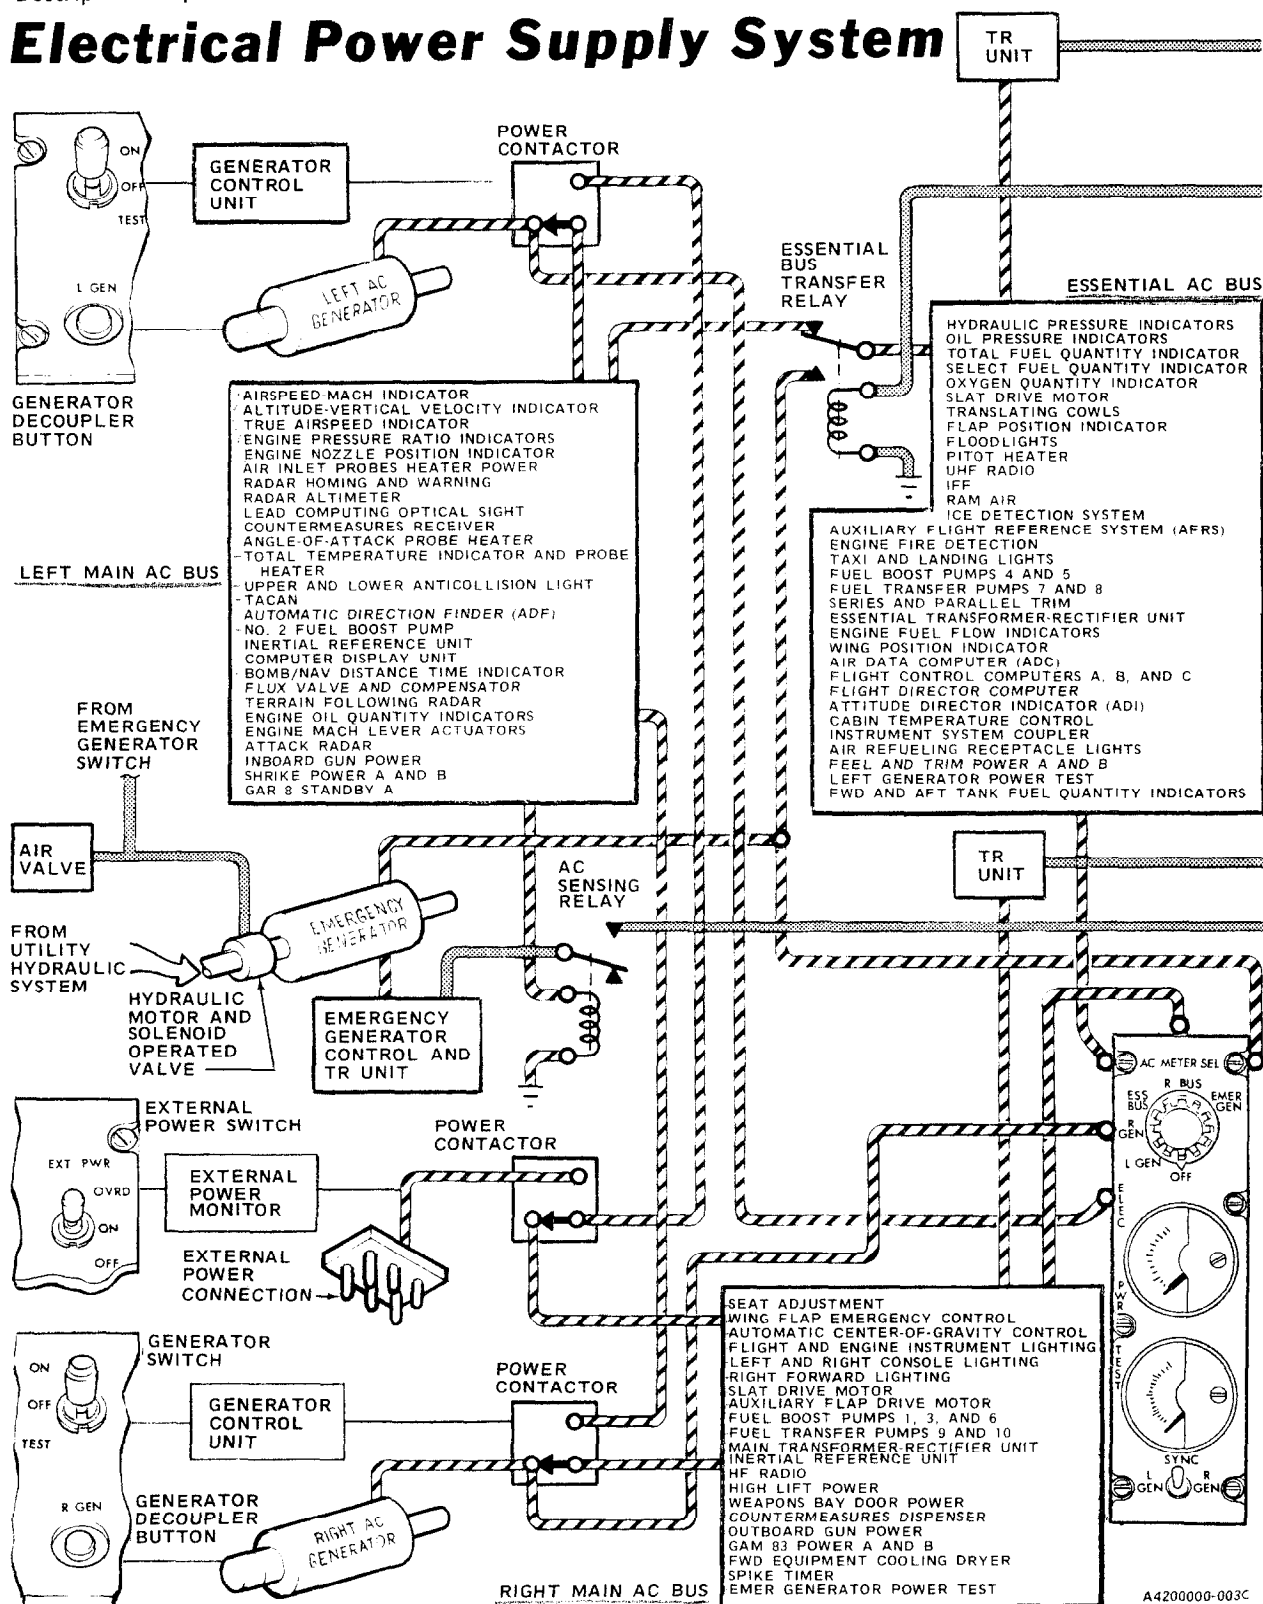 Electrical Power Supply System
TR
UNIT
ON
OFF
TEST
L GEN
GENERATOR
CONTROL
UNIT
POWER
CONTACTOR
LEFT AC
GENERATOR
GENERATOR
DECOUPLER
BUTTON
ESSENTIAL
BUS
TRANSFER
RELAY
ESSENTIAL AC BUS
HYDRAULIC PRESSURE INDICATORS
OIL PRESSURE INDICATORS
TOTAL FUEL QUANTITY INDICATOR
SELECT FUEL QUANTITY INDICATOR
OXYGEN QUANTITY INDICATOR
SLAT DRIVE MOTOR
TRANSLATING COWLS
FLAP POSITION INDICATOR
FLOODLIGHTS
PITOT HEATER
UHF RADIO
IFF
RAM AIR
ICE DETECTION SYSTEM
AUXILIARY FLIGHT REFERENCE SYSTEM (AFRS)
ENGINE FIRE DETECTION
TAXI AND LANDING LIGHTS
FUEL BOOST PUMPS 4 AND 5
FUEL TRANSFER PUMPS 7 AND 8
SERIES AND PARALLEL TRIM
ESSENTIAL TRANSFORMER-RECTIFIER UNIT
ENGINE FUEL FLOW INDICATORS
WING POSITION INDICATOR
AIR DATA COMPUTER (ADC)
FLIGHT CONTROL COMPUTERS A, B, AND C
FLIGHT DIRECTOR COMPUTER
ATTITUDE DIRECTOR INDICATOR (ADI)
CABIN TEMPERATURE CONTROL
INSTRUMENT SYSTEM COUPLER
AIR REFUELING RECEPTACLE LIGHTS
FEEL AND TRIM POWER A AND B
LEFT GENERATOR POWER TEST
FWD AND AFT TANK FUEL QUANTITY INDICATORS
LEFT MAIN AC BUS
AIRSPEED-MACH INDICATOR
ALTITUDE-VERTICAL VELOCITY INDICATOR
TRUE AIRSPEED INDICATOR
ENGINE PRESSURE RATIO INDICATORS
ENGINE NOZZLE POSITION INDICATOR
AIR INLET PROBES HEATER POWER
RADAR HOMING AND WARNING
RADAR ALTIMETER
LEAD COMPUTING OPTICAL SIGHT
COUNTERMEASURES RECEIVER
ANGLE-OF-ATTACK PROBE HEATER
TOTAL TEMPERATURE INDICATOR AND PROBE
HEATER
UPPER AND LOWER ANTICOLLISION LIGHT
TACAN
AUTOMATIC DIRECTION FINDER (ADF)
NO. 2 FUEL BOOST PUMP
INERTIAL REFERENCE UNIT
COMPUTER DISPLAY UNIT
BOMB/NAV DISTANCE TIME INDICATOR
FLUX VALVE AND COMPENSATOR
TERRAIN FOLLOWING RADAR
ENGINE OIL QUANTITY INDICATORS
ENGINE MACH LEVER ACTUATORS
ATTACK RADAR
INBOARD GUN POWER
SHRIKE POWER A AND B
GAR 8 STANDBY A
FROM
EMERGENCY
GENERATOR
SWITCH
AIR
VALVE
EMERGENCY
GENERATOR
FROM
UTILITY
HYDRAULIC
SYSTEM
HYDRAULIC
MOTOR AND
SOLENOID
OPERATED
VALVE
EMERGENCY
GENERATOR
CONTROL AND
TR UNIT
AC
SENSING
RELAY
TR
UNIT
EXTERNAL
POWER SWITCH
EXT PWR
OVRD
ON
OFF
EXTERNAL
POWER
MONITOR
EXTERNAL
POWER
CONNECTION
POWER
CONTACTOR
AC METER SEL
R BUS
ESS
BUS
EMER
GEN
R
GEN
L GEN
OFF
ELEC
PWR
TEST
SYNC
L
GEN
R
GEN
GENERATOR
SWITCH
ON
OFF
TEST
R GEN
GENERATOR
CONTROL
UNIT
POWER
CONTACTOR
GENERATOR
DECOUPLER
BUTTON
RIGHT AC
GENERATOR
RIGHT MAIN AC BUS
SEAT ADJUSTMENT
WING FLAP EMERGENCY CONTROL
AUTOMATIC CENTER-OF-GRAVITY CONTROL
FLIGHT AND ENGINE INSTRUMENT LIGHTING
LEFT AND RIGHT CONSOLE LIGHTING
RIGHT FORWARD LIGHTING
SLAT DRIVE MOTOR
AUXILIARY FLAP DRIVE MOTOR
FUEL BOOST PUMPS 1, 3, AND 6
FUEL TRANSFER PUMPS 9 AND 10
MAIN TRANSFORMER-RECTIFIER UNIT
INERTIAL REFERENCE UNIT
HF RADIO
HIGH LIFT POWER
WEAPONS BAY DOOR POWER
COUNTERMEASURES DISPENSER
OUTBOARD GUN POWER
GAM 83 POWER A AND B
FWD EQUIPMENT COOLING DRYER
SPIKE TIMER
EMER GENERATOR POWER TEST
A4200000-003C